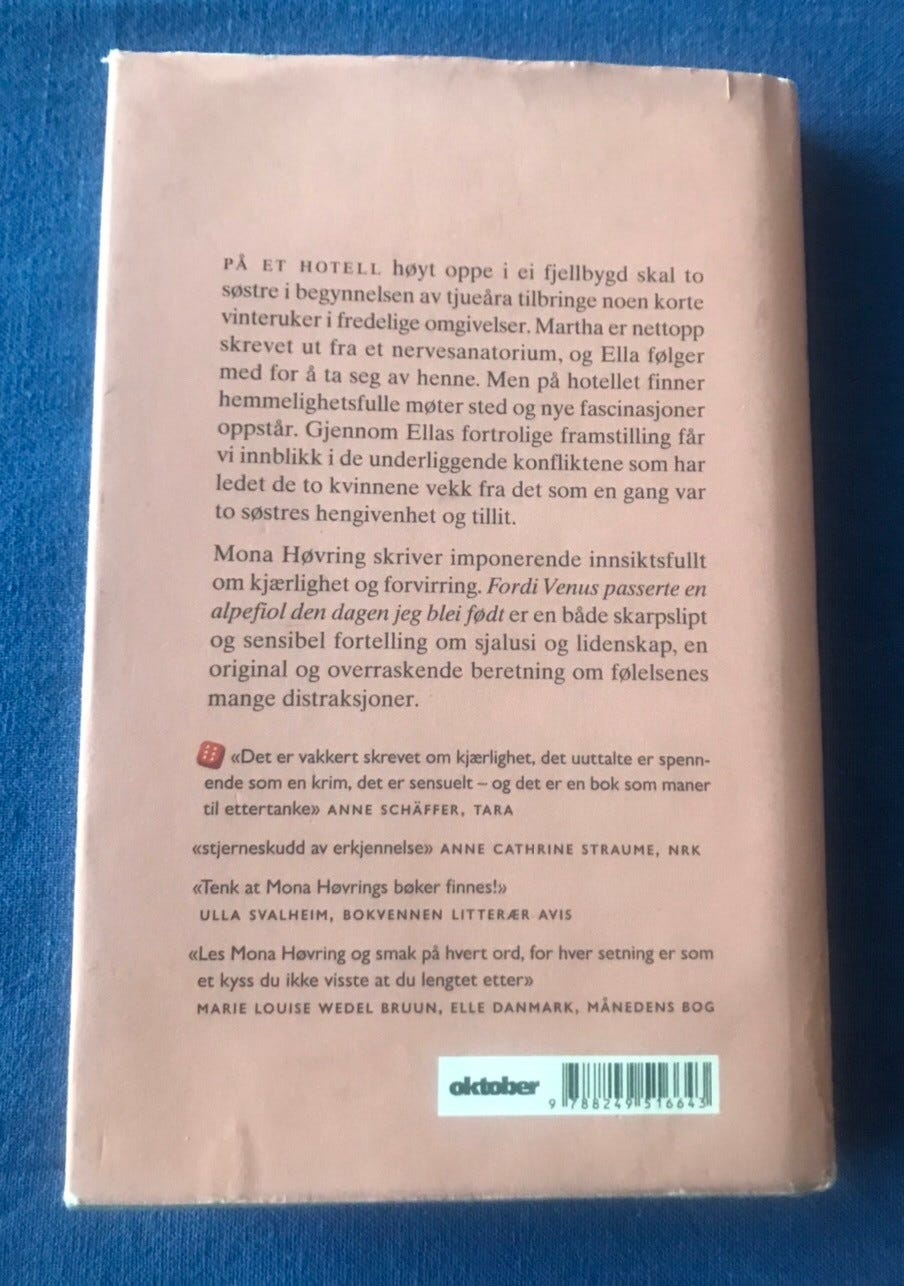 PÅ ET HOTELL høyt oppe i ei fjellbygd skal to
søstre i begynnelsen av tjueåra tilbringe noen korte
vinteruker i fredelige omgivelser. Martha er nettopp
skrevet ut fra et nervesanatorium, og Ella følger
med for å ta seg av henne. Men på hotellet finner
hemmelighetsfulle møter sted og nye fascinasjoner
oppstår. Gjennom Ellas fortrolige framstilling får
vi innblikk i de underliggende konfliktene som har
ledet de to kvinnene vekk fra det som en gang var
to søstres hengivenhet og tillit.
Mona Høvring skriver imponerende innsiktsfullt
om kjærlighet og forvirring. Fordi Venus passerte en
alpefiol den dagen jeg blei født er en både skarpslipt
og sensibel fortelling om sjalusi og lidenskap, en
original og overraskende beretning om følelsenes
mange distraksjoner.
«Det er vakkert skrevet om kjærlighet, det uuttalte er spenn-
ende som en krim, det er sensuelt – og det er en bok som maner
til ettertanke» ANNE SCHÄFFER, TARA
«stjerneskudd av erkjennelse» ANNE CATHRINE STRAUME, NRK
«Tenk at Mona Høvrings bøker finnes!»
ULLA SVALHEIM, BOKVENNEN LITTERÆR AVIS
«Les Mona Høvring og smak på hvert ord, for hver setning er som
et kyss du ikke visste at du lengtet etter»
MARIE LOUISE WEDEL BRUUN, ELLE DANMARK, MÅNEDENS BOG
oktober
9 788249 516643